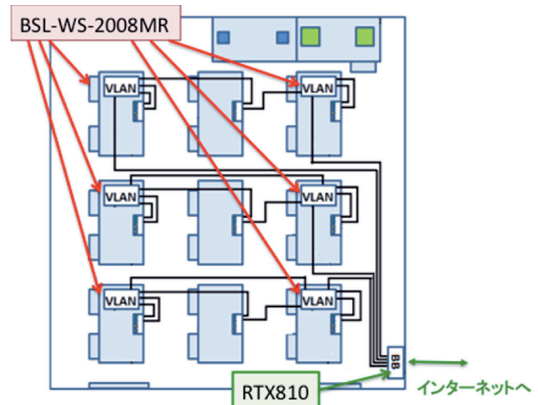 BSL-WS-2008MR
VLAN
VLAN
VLAN
VLAN
VLAN
VLAN
BB
RTX810
インターネットへ